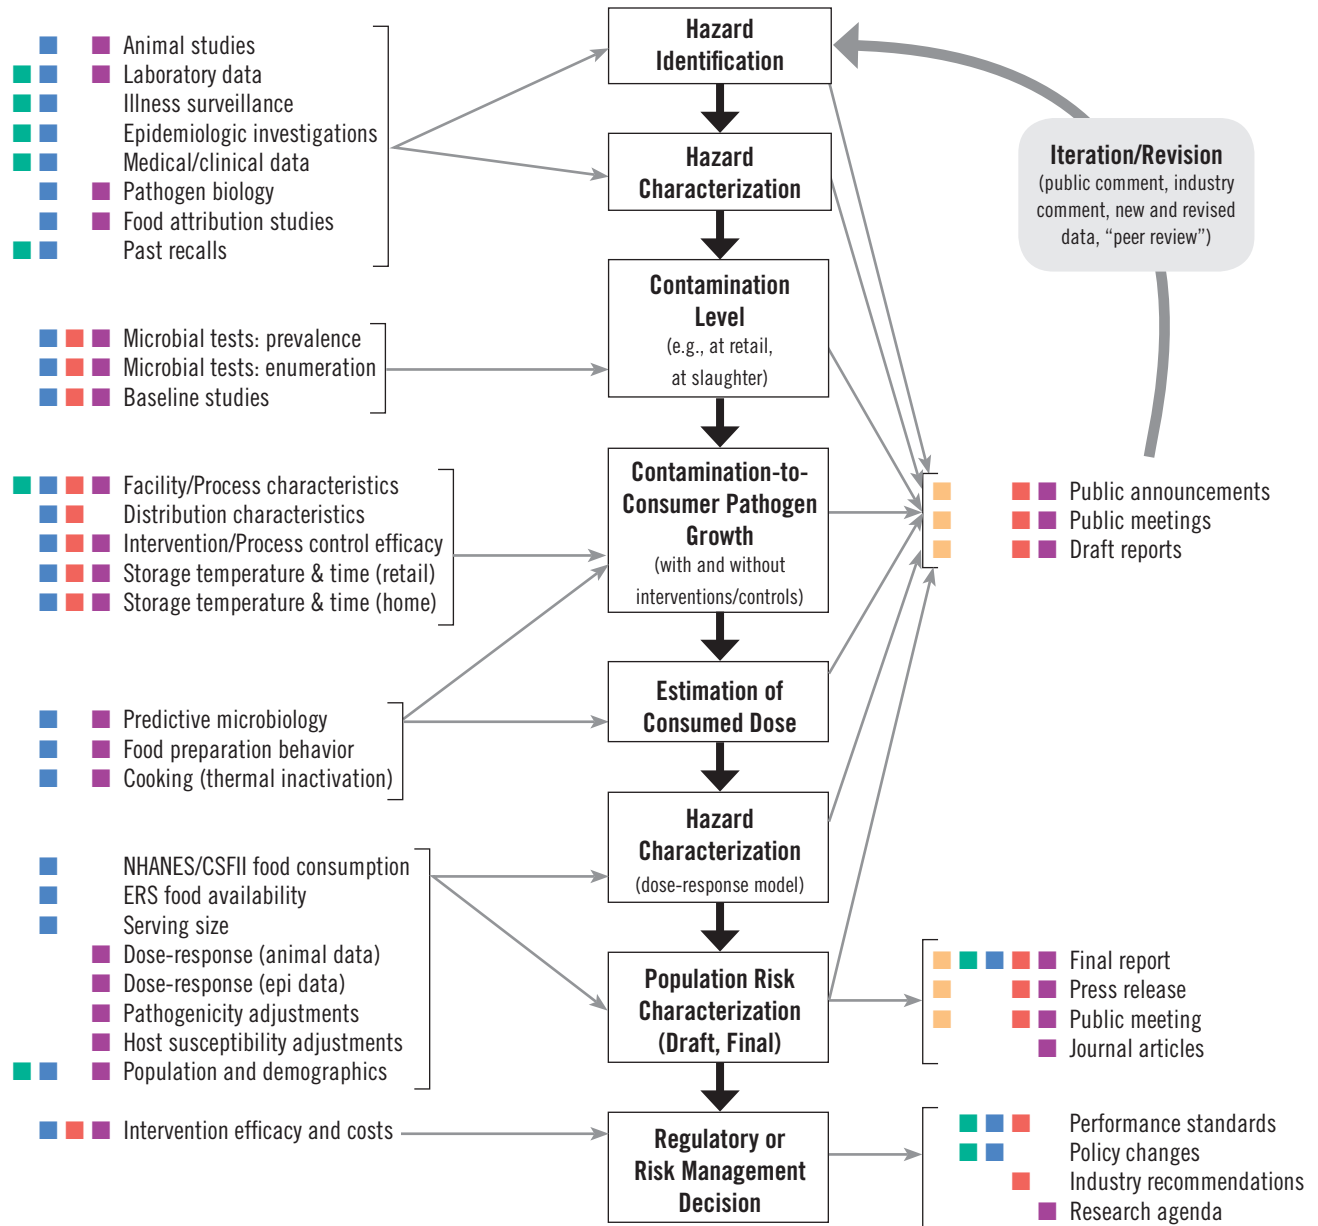 Animal studies
Laboratory data
Illness surveillance
Epidemiologic investigations
Medical/clinical data
Pathogen biology
Food attribution studies
Past recalls
Microbial tests: prevalence
Microbial tests: enumeration
Baseline studies
Facility/Process characteristics
Distribution characteristics
Intervention/Process control efficacy
Storage temperature & time (retail)
Storage temperature & time (home)
Predictive microbiology
Food preparation behavior
Cooking (thermal inactivation)
NHANES/CSFII food consumption
ERS food availability
Serving size
Dose-response (animal data)
Dose-response (epi data)
Pathogenicity adjustments
Host susceptibility adjustments
Population and demographics
Intervention efficacy and costs
Hazard
Identification
Hazard
Characterization
Contamination
Level
(e.g., at retail,
at slaughter)
Contamination-to-
Consumer Pathogen
Growth
(with and without
interventions/controls)
Estimation of
Consumed Dose
Hazard
Characterization
(dose-response model)
Population Risk
Characterization
(Draft, Final)
Regulatory or
Risk Management
Decision
Iteration/Revision
(public comment, industry
comment, new and revised
data, “peer review”)
Public announcements
Public meetings
Draft reports
Final report
Press release
Public meeting
Journal articles
Performance standards
Policy changes
Industry recommendations
Research agenda